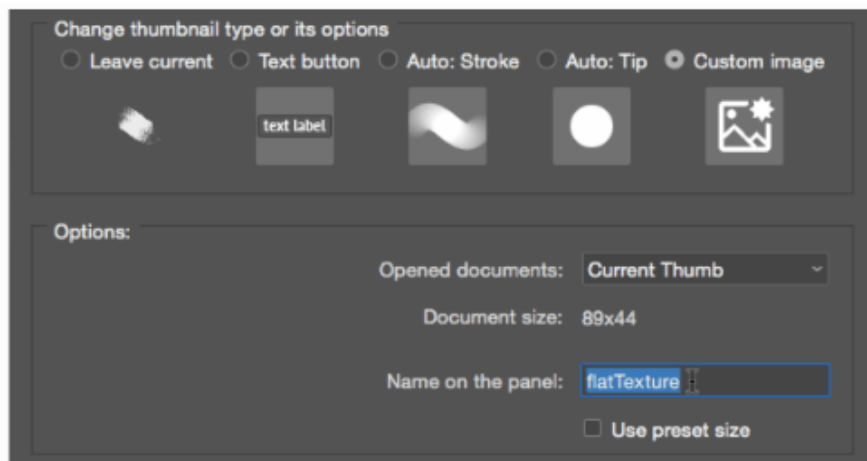 Change thumbnail type or its options
Leave current Text button Auto: Stroke Auto: Tip Custom image
text label
Options:
Opened documents: Current Thumb
Document size: 89x44
Name on the panel: flatTexture
Use preset size